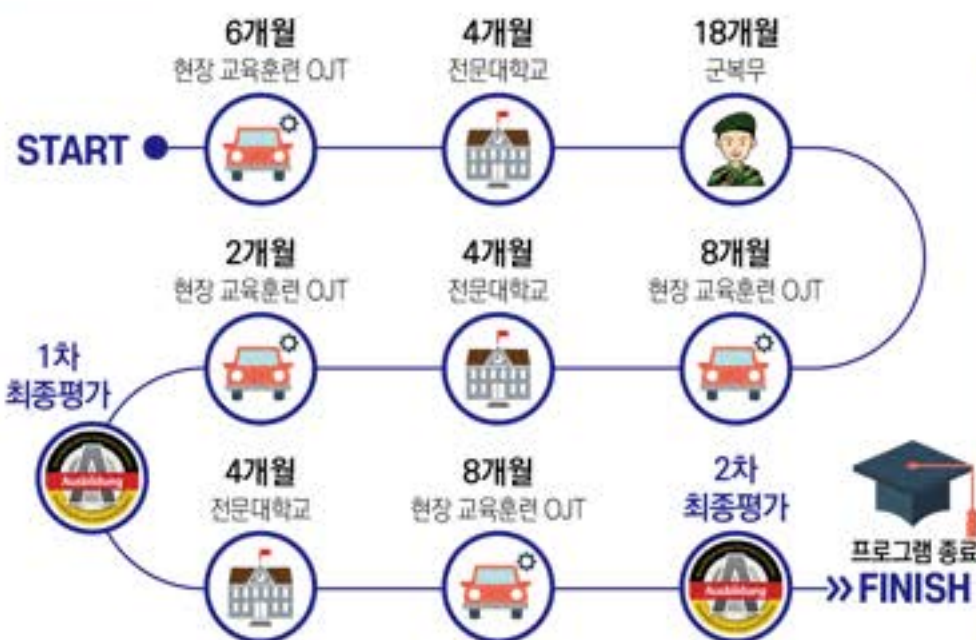 6개월
현장 교육훈련 OJT
4개월
전문대학교
18개월
군복무
START
8개월
현장 교육훈련 OJT
4개월
전문대학교
2개월
현장 교육훈련 OJT
1차
최종평가
Ausbildung
4개월
전문대학교
8개월
현장 교육훈련 OJT
2차
최종평가
Ausbildung
프로그램 종료
>> FINISH